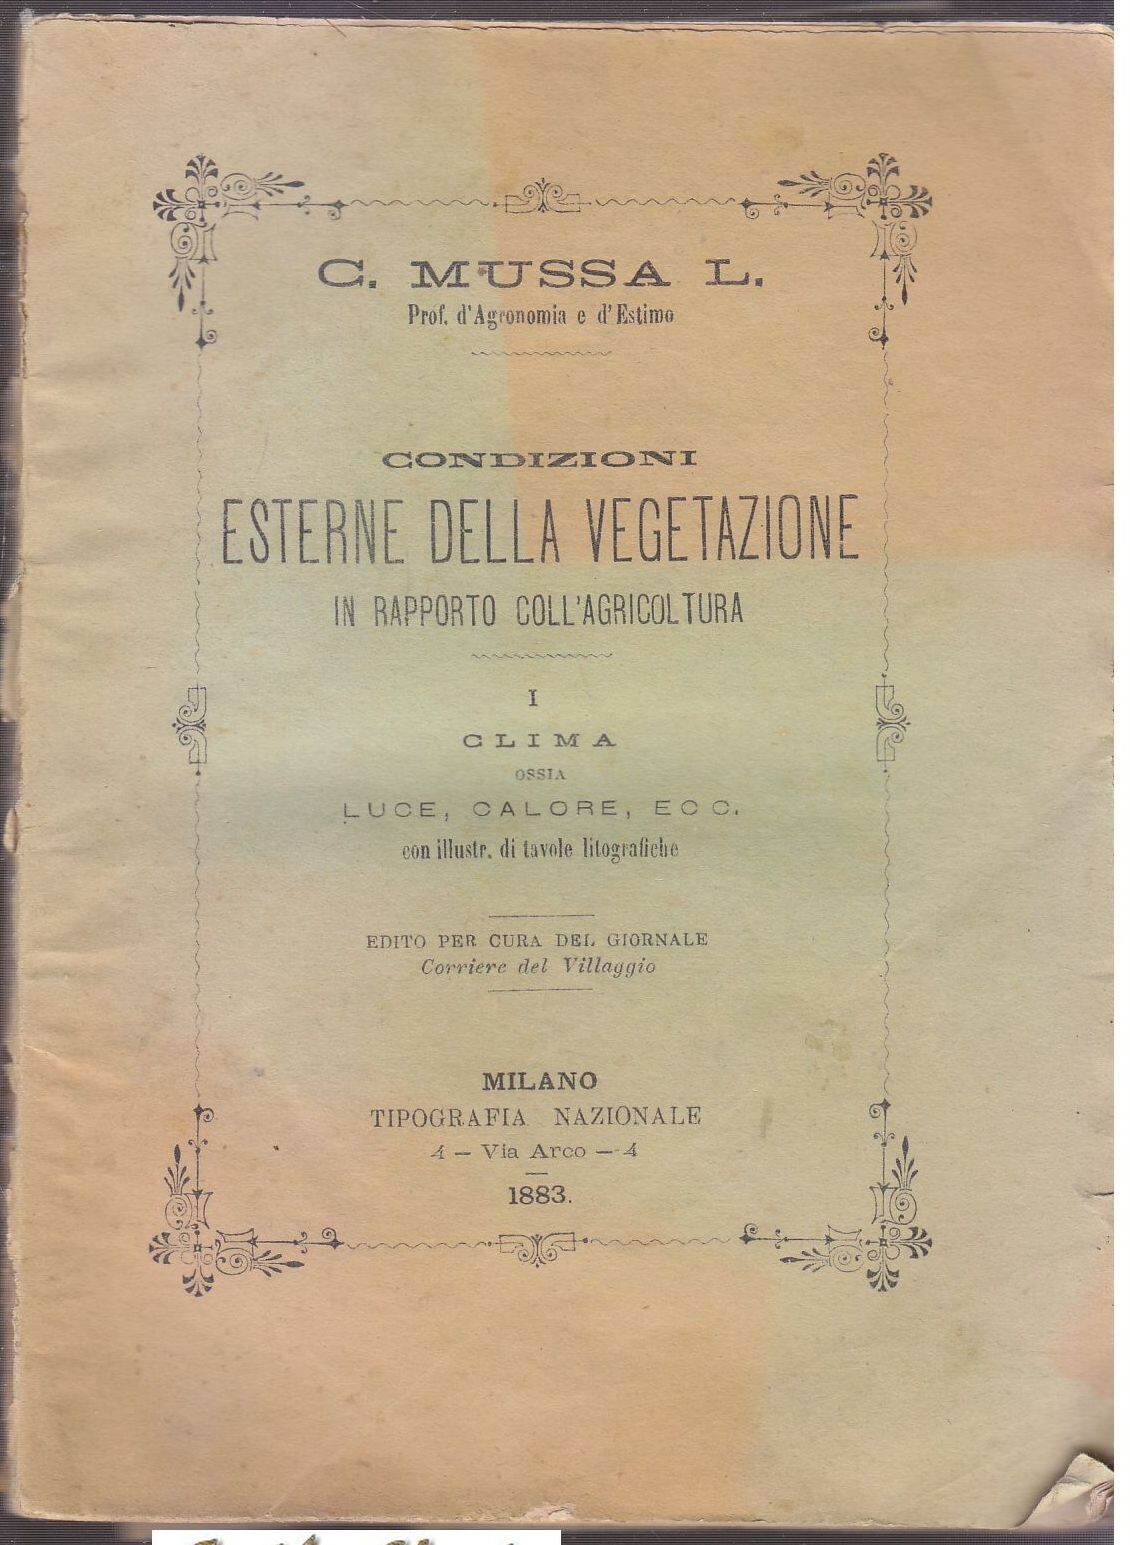 C. MUSSA L.
Prof. d'Agronomia e d'Estimo
CONDIZIONI
ESTERNE DELLA VEGETAZIONE
IN RAPPORTO COLL'AGRICOLTURA
I
CLIMA
OSSIA
LUCE, CALORE, ECC.
con illustr. di tavole litografiche
EDITO PER CURA DEL GIORNALE
Corriere del Villaggio
MILANO
TIPOGRAFIA NAZIONALE
4 — Via Arco — 4
1883.